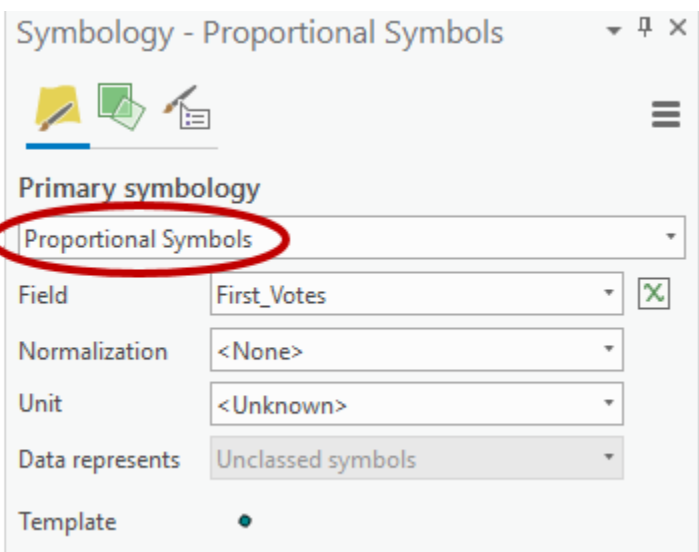 Symbology - Proportional Symbols
Primary symbology
Proportional Symbols
Field First_Votes
Normalization <None>
Unit <Unknown>
Data represents Unclassed symbols
Template